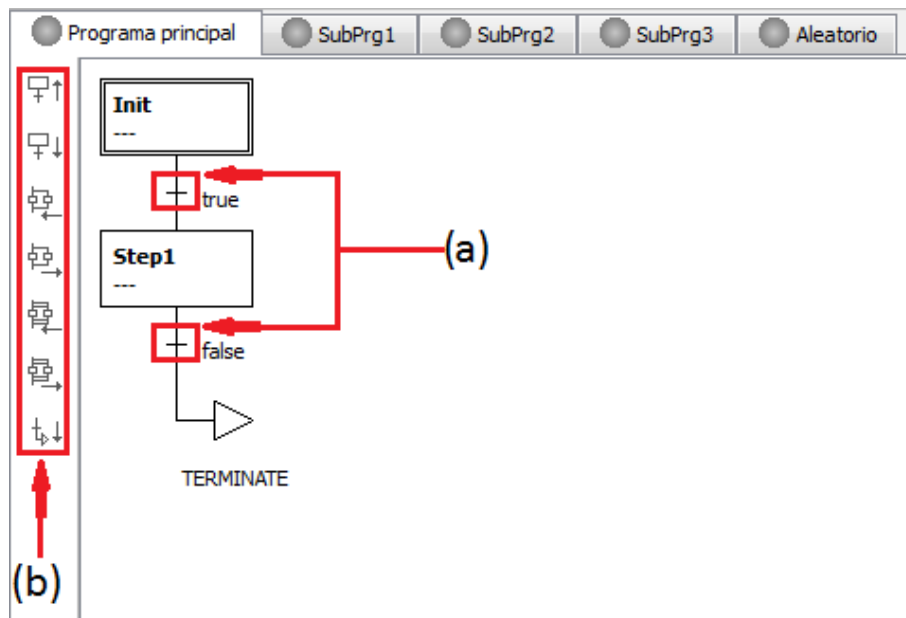 Programa principal SubPrg1 SubPrg2 SubPrg3 Aleatorio
Init
---
true
(a)
Step1
---
false
TERMINATE
(b)